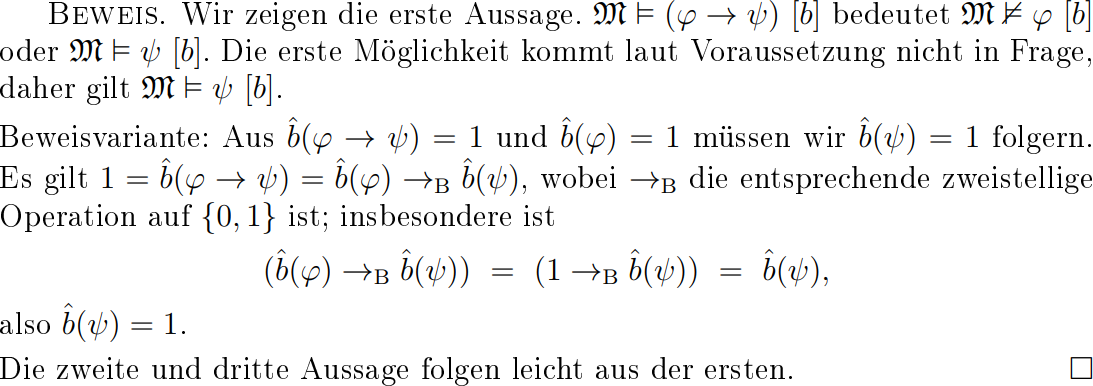 BEWEIS. Wir zeigen die erste Aussage. 𝔐 ⊨ (φ → ψ) [b] bedeutet 𝔐 ⊭ φ [b]
oder 𝔐 ⊨ ψ [b]. Die erste Möglichkeit kommt laut Voraussetzung nicht in Frage,
daher gilt 𝔐 ⊨ ψ [b].
Beweisvariante: Aus b̂(φ → ψ) = 1 und b̂(φ) = 1 müssen wir b̂(ψ) = 1 folgern.
Es gilt 1 = b̂(φ → ψ) = b̂(φ) →_B b̂(ψ), wobei →_B die entsprechende zweistellige
Operation auf {0, 1} ist; insbesondere ist
(b̂(φ) →_B b̂(ψ)) = (1 →_B b̂(ψ)) = b̂(ψ),
also b̂(ψ) = 1.
Die zweite und dritte Aussage folgen leicht aus der ersten. □